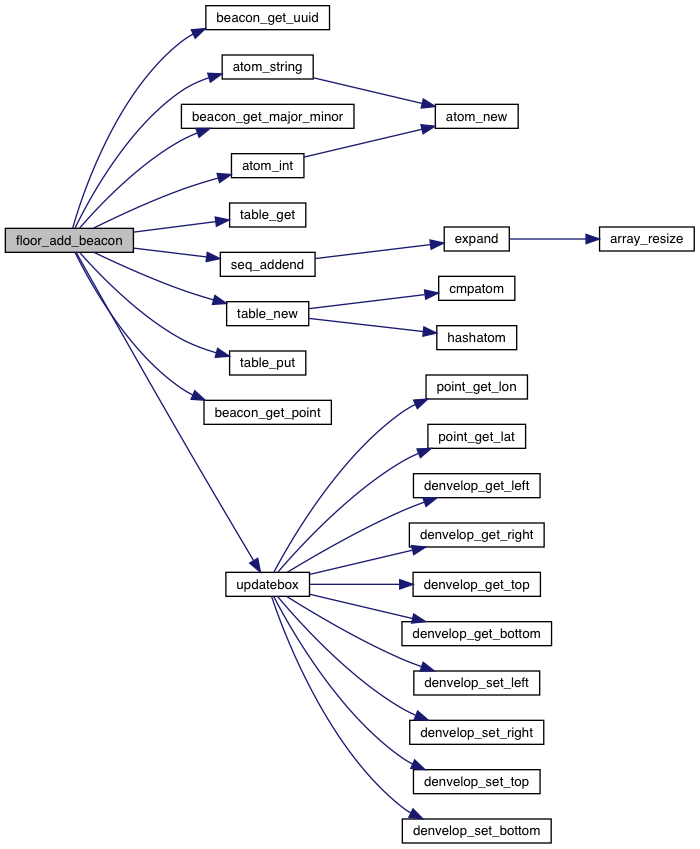 beacon_get_uuid
atom_string
beacon_get_major_minor
atom_new
atom_int
table_get
floor_add_beacon
seq_addend
expand
array_resize
table_new
cmpatom
hashatom
table_put
beacon_get_point
point_get_lon
point_get_lat
denvelop_get_left
denvelop_get_right
updatebox
denvelop_get_top
denvelop_get_bottom
denvelop_set_left
denvelop_set_right
denvelop_set_top
denvelop_set_bottom